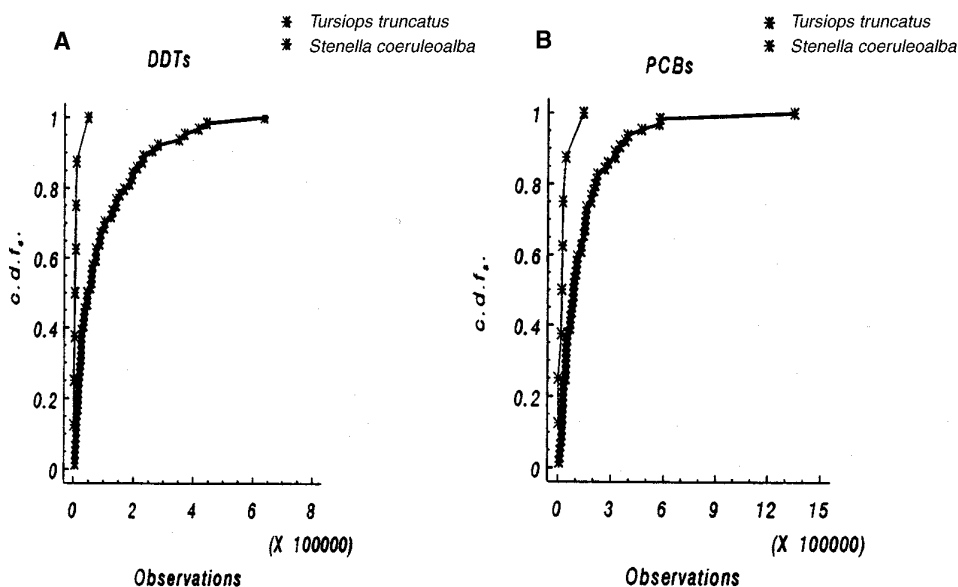 A
DDTs
* Tursiops truncatus
* Stenella coeruleoalba
c.d.f.s.
1
0.8
0.6
0.4
0.2
0
0 2 4 6 8
(X 100000)
Observations
B
PCBs
* Tursiops truncatus
* Stenella coeruleoalba
c.d.f.s.
1
0.8
0.6
0.4
0.2
0
0 3 6 9 12 15
(X 100000)
Observations